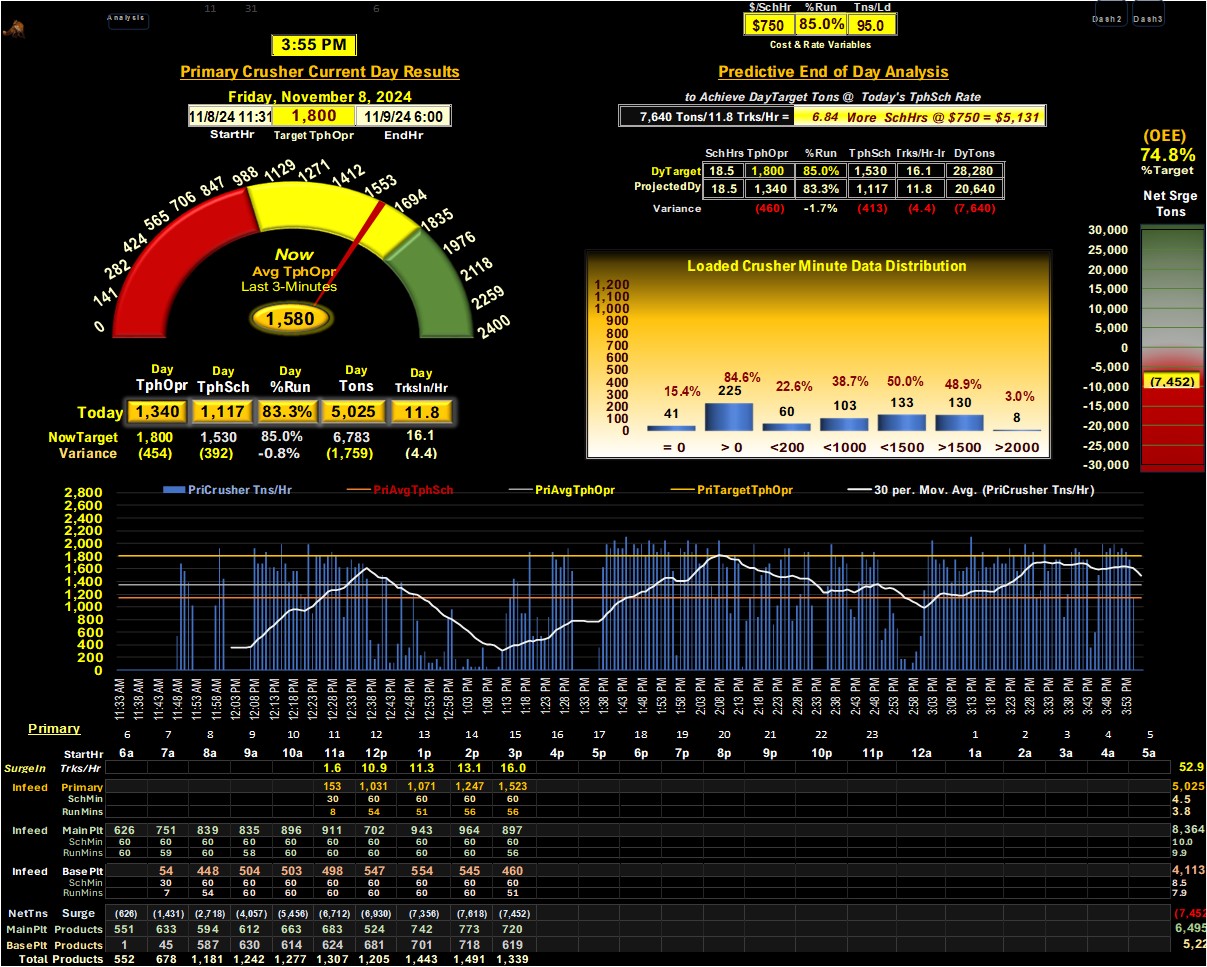 11 31 6
Analysis
$/SchHr %Run Tns/Ld
$750 85.0% 95.0
Cost & Rate Variables
Dash2 Dash3
3:55 PM
Primary Crusher Current Day Results
Friday, November 8, 2024
11/8/24 11:31 1,800 11/9/24 6:00
StartHr Target TphOpr EndHr
Predictive End of Day Analysis
to Achieve DayTarget Tons @ Today's TphSch Rate
7,640 Tons/11.8 Trks/Hr = 6.84 More SchHrs @ $750 = $5,131
SchHrs TphOpr %Run TphSch Trks/Hr-Ir DyTons
DyTarget 18.5 1,800 85.0% 1,530 16.1 28,280
ProjectedDy 18.5 1,340 83.3% 1,117 11.8 20,640
Variance (460) -1.7% (413) (4.4) (7,640)
(OEE)
74.8%
%Target
Net Srge
Tons
30,000
25,000
20,000
15,000
10,000
5,000
0
-5,000
(7,452)
-10,000
-15,000
-20,000
-25,000
-30,000
0 141 282 424 565 706 847 988 1129 1271 1412 1553 1694 1835 1976 2118 2259 2400
Now
Avg TphOpr
Last 3-Minutes
1,580
Day Day Day Day Day
TphOpr TphSch %Run Tons TrksIn/Hr
Today 1,340 1,117 83.3% 5,025 11.8
NowTarget 1,800 1,530 85.0% 6,783 16.1
Variance (454) (392) -0.8% (1,759) (4.4)
Loaded Crusher Minute Data Distribution
1,200
1,100
1,000
900
800
700
600
500
400
300
200
100
0
15.4% 84.6% 22.6% 38.7% 50.0% 48.9% 3.0%
41 225 60 103 133 130 8
= 0 > 0 <200 <1000 <1500 >1500 >2000
PriCrusher Tns/Hr PriAvgTphSch PriAvgTphOpr PriTargetTphOpr 30 per. Mov. Avg. (PriCrusher Tns/Hr)
2,800
2,600
2,400
2,200
2,000
1,800
1,600
1,400
1,200
1,000
800
600
400
200
0
11:33 AM 11:38 AM 11:43 AM 11:48 AM 11:53 AM 11:58 AM 12:03 PM 12:08 PM 12:13 PM 12:18 PM 12:23 PM 12:28 PM 12:33 PM 12:38 PM 12:43 PM 12:48 PM 12:53 PM 12:58 PM 1:03 PM 1:08 PM 1:13 PM 1:18 PM 1:23 PM 1:28 PM 1:33 PM 1:38 PM 1:43 PM 1:48 PM 1:53 PM 1:58 PM 2:03 PM 2:08 PM 2:13 PM 2:18 PM 2:23 PM 2:28 PM 2:33 PM 2:38 PM 2:43 PM 2:48 PM 2:53 PM 2:58 PM 3:03 PM 3:08 PM 3:13 PM 3:18 PM 3:23 PM 3:28 PM 3:33 PM 3:38 PM 3:43 PM 3:48 PM 3:53 PM
Primary
6 7 8 9 10 11 12 13 14 15 16 17 18 19 20 21 22 23 1 2 3 4 5
StartHr 6a 7a 8a 9a 10a 11a 12p 1p 2p 3p 4p 5p 6p 7p 8p 9p 10p 11p 12a 1a 2a 3a 4a 5a
SurgeIn Trks/Hr 1.6 10.9 11.3 13.1 16.0 52.9
Infeed Primary 153 1,031 1,071 1,247 1,523 5,025
SchMin 30 60 60 60 60 4.5
RunMins 8 54 51 56 56 3.8
Infeed Main Plt 626 751 839 835 896 911 702 943 964 897 8,364
SchMin 60 60 60 60 60 60 60 60 60 60 10.0
RunMins 60 59 60 58 60 60 60 60 60 56 9.9
Infeed Base Plt 54 448 504 503 498 547 554 545 460 4,113
SchMin 30 60 60 60 60 60 60 60 60 8.5
RunMins 7 54 60 60 60 60 60 60 51 7.9
NetTns Surge (626) (1,431) (2,718) (4,057) (5,456) (6,712) (6,930) (7,356) (7,618) (7,452) (7,452
MainPlt Products 551 633 594 612 663 683 524 742 773 720 6,495
BasePlt Products 1 45 587 630 614 624 681 701 718 619 5,22
Total Products 552 678 1,181 1,242 1,277 1,307 1,205 1,443 1,491 1,339